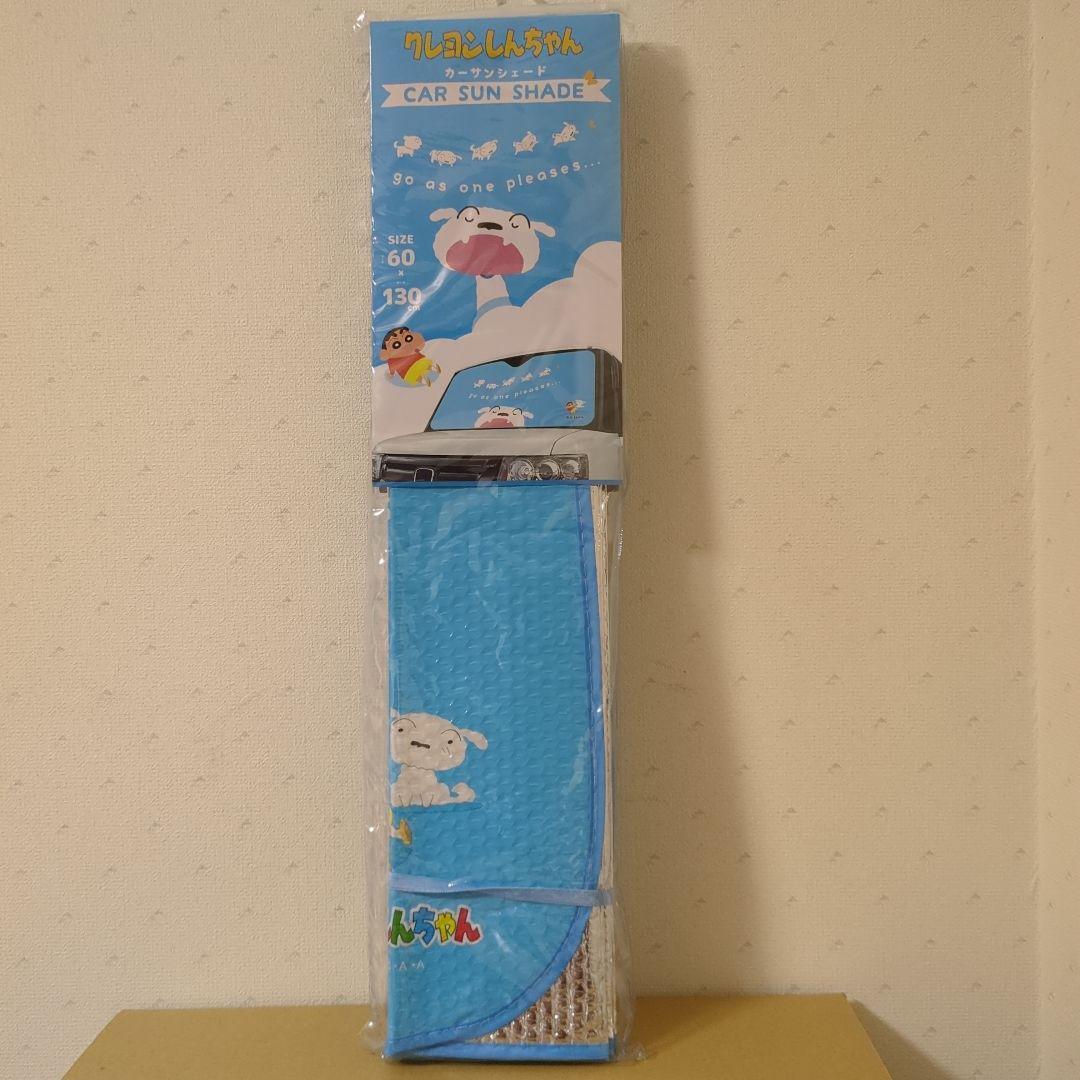 クレヨンしんちゃん
カーサンシェード
CAR SUN SHADE
go as one pleases...
SIZE
60
×
130
cm
go as one pleases...
んちゃん
・A・A